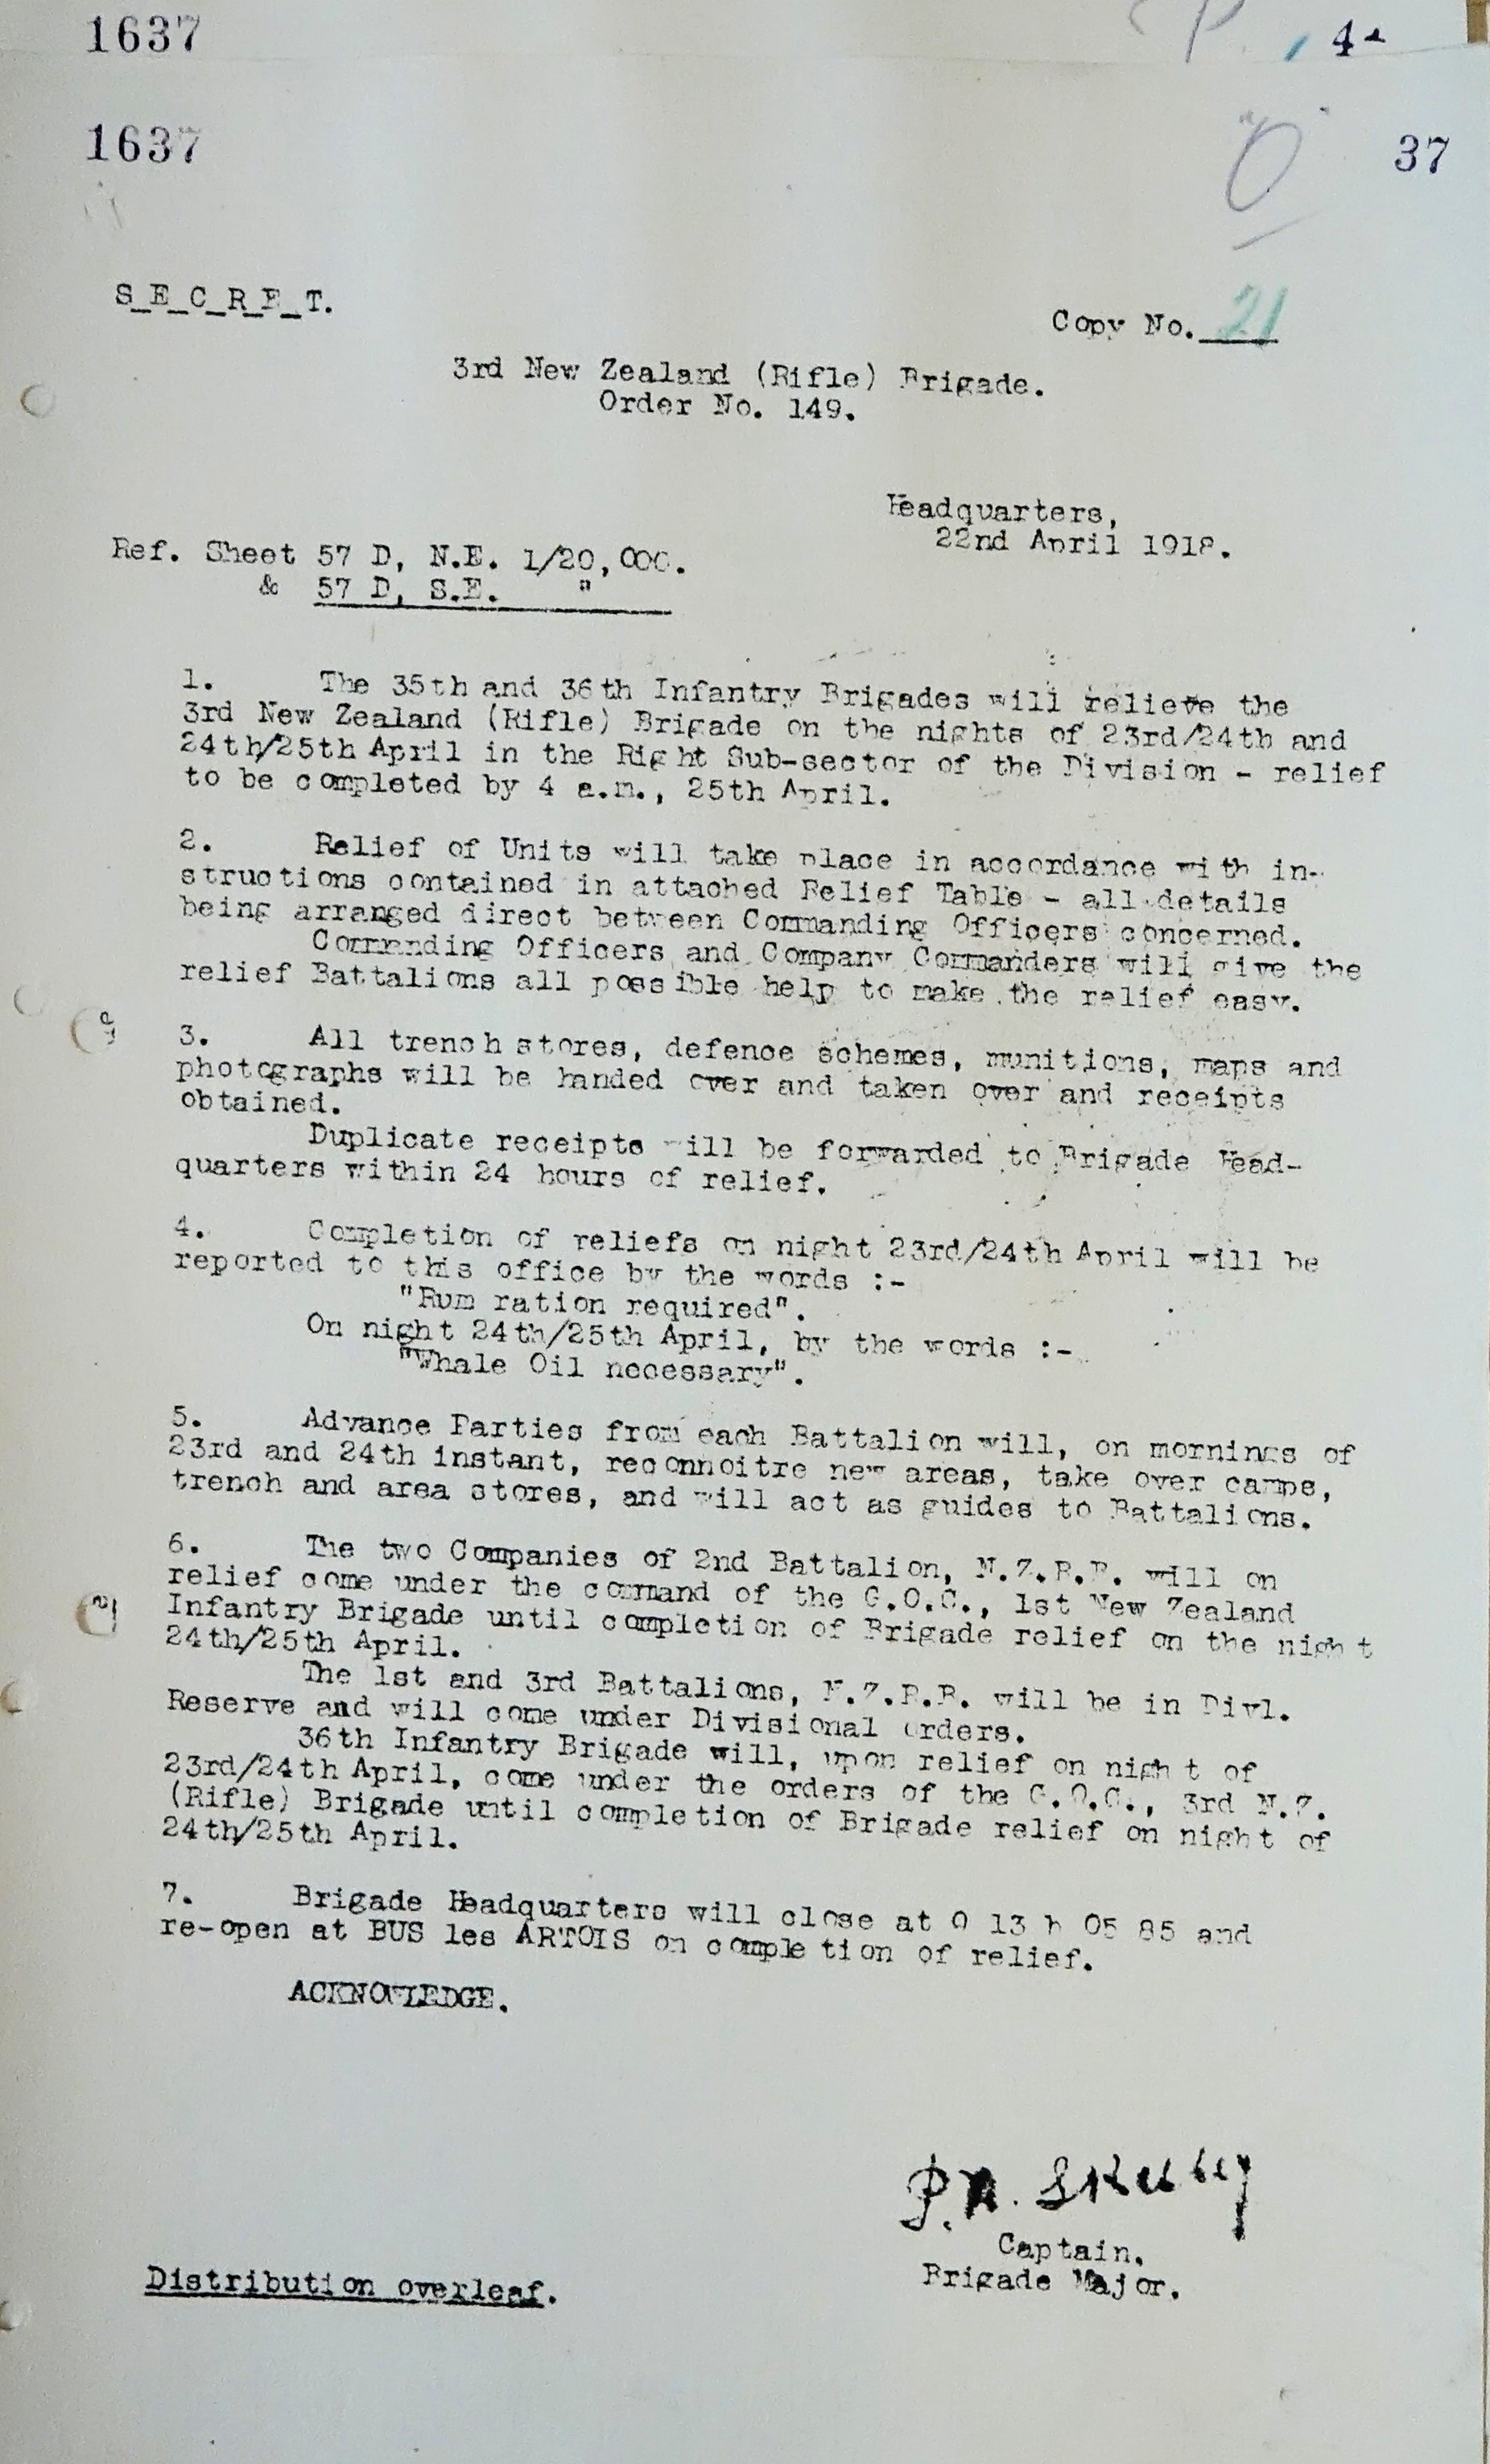 1637
4
1637
"O"
37
S_E_C_R_E_T.
Copy No. 21
3rd New Zealand (Rifle) Brigade.
Order No. 149.
Headquarters,
22nd April 1918.
Ref. Sheet 57 D, N.E. 1/20,000.
& 57 D, S.E. "
1. The 35th and 36th Infantry Brigades will relieve the
3rd New Zealand (Rifle) Brigade on the nights of 23rd/24th and
24th/25th April in the Right Sub-sector of the Division - relief
to be completed by 4 a.m., 25th April.
2. Relief of Units will take place in accordance with in-
structions contained in attached Relief Table - all details
being arranged direct between Commanding Officers concerned.
Commanding Officers and Company Commanders will give the
relief Battalions all possible help to make the relief easy.
3. All trench stores, defence schemes, munitions, maps and
photographs will be handed over and taken over and receipts
obtained.
Duplicate receipts will be forwarded to Brigade Head-
quarters within 24 hours of relief.
4. Completion of reliefs on night 23rd/24th April will be
reported to this office by the words :-
"Rum ration required".
On night 24th/25th April, by the words :-
"Whale Oil necessary".
5. Advance Parties from each Battalion will, on mornings of
23rd and 24th instant, reconnoitre new areas, take over camps,
trench and area stores, and will act as guides to Battalions.
6. The two Companies of 2nd Battalion, N.Z.R.B. will on
relief come under the command of the G.O.C., 1st New Zealand
Infantry Brigade until completion of Brigade relief on the night
24th/25th April.
The 1st and 3rd Battalions, N.Z.R.B. will be in Divl.
Reserve and will come under Divisional orders.
36th Infantry Brigade will, upon relief on night of
23rd/24th April, come under the orders of the G.O.C., 3rd N.Z.
(Rifle) Brigade until completion of Brigade relief on night of
24th/25th April.
7. Brigade Headquarters will close at Q 13 b 05 85 and
re-open at BUS les ARTOIS on completion of relief.
ACKNOWLEDGE.
Captain,
Brigade Major.
Distribution overleaf.